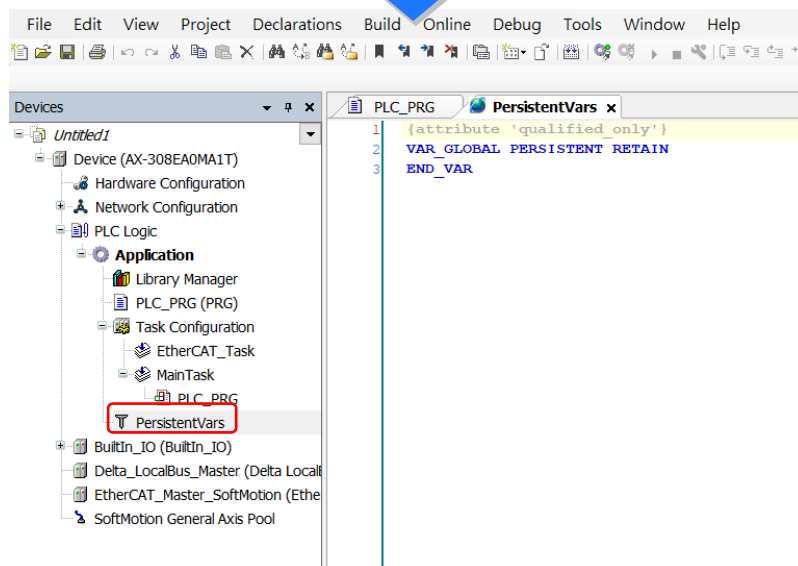 File Edit View Project Declarations Build Online Debug Tools Window Help
Devices
PLC_PRG PersistentVars x
Untitled1
Device (AX-308EA0MA1T)
Hardware Configuration
Network Configuration
PLC Logic
Application
Library Manager
PLC_PRG (PRG)
Task Configuration
EtherCAT_Task
MainTask
PLC_PRG
PersistentVars
BuiltIn_IO (BuiltIn_IO)
Delta_LocalBus_Master (Delta Local
EtherCAT_Master_SoftMotion (Ethe
SoftMotion General Axis Pool
1 {attribute 'qualified_only'}
2 VAR_GLOBAL PERSISTENT RETAIN
3 END_VAR